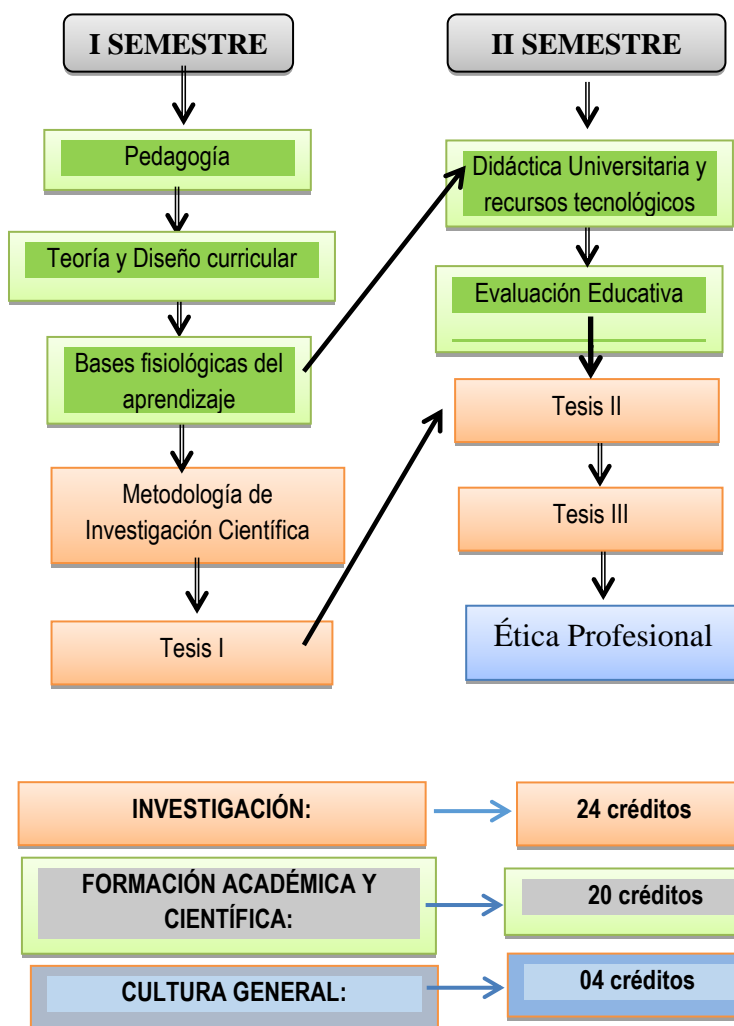 I SEMESTRE
Pedagogía
Teoría y Diseño curricular
Bases fisiológicas del
aprendizaje
Metodología de
Investigación Científica
Tesis I
II SEMESTRE
Didáctica Universitaria y
recursos tecnológicos
Evaluación Educativa
Tesis II
Tesis III
Ética Profesional
INVESTIGACIÓN:
24 créditos
FORMACIÓN ACADÉMICA Y
CIENTÍFICA:
20 créditos
CULTURA GENERAL:
04 créditos